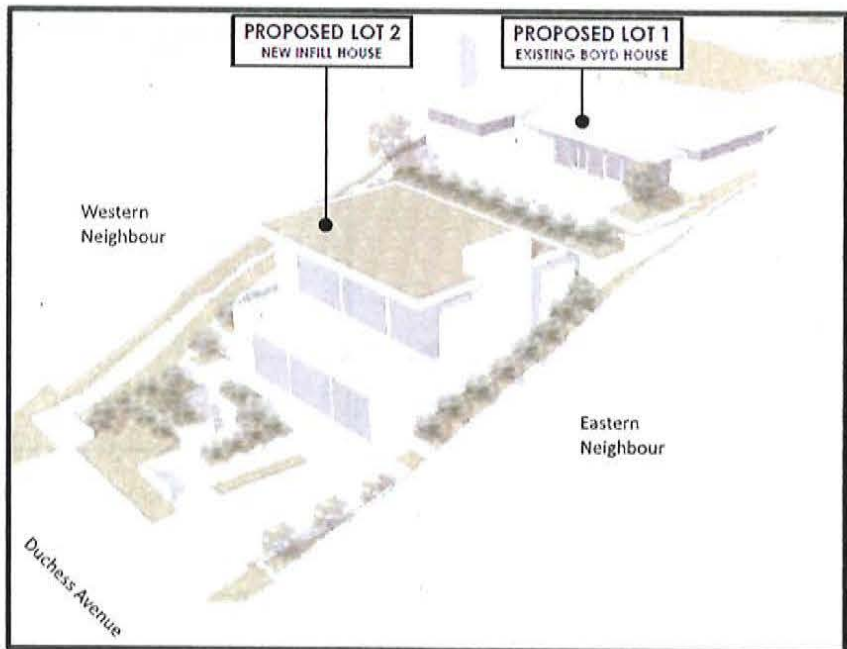 PROPOSED LOT 2
NEW INFILL HOUSE
PROPOSED LOT 1
EXISTING BOYD HOUSE
Western
Neighbour
Eastern
Neighbour
Duchess Avenue